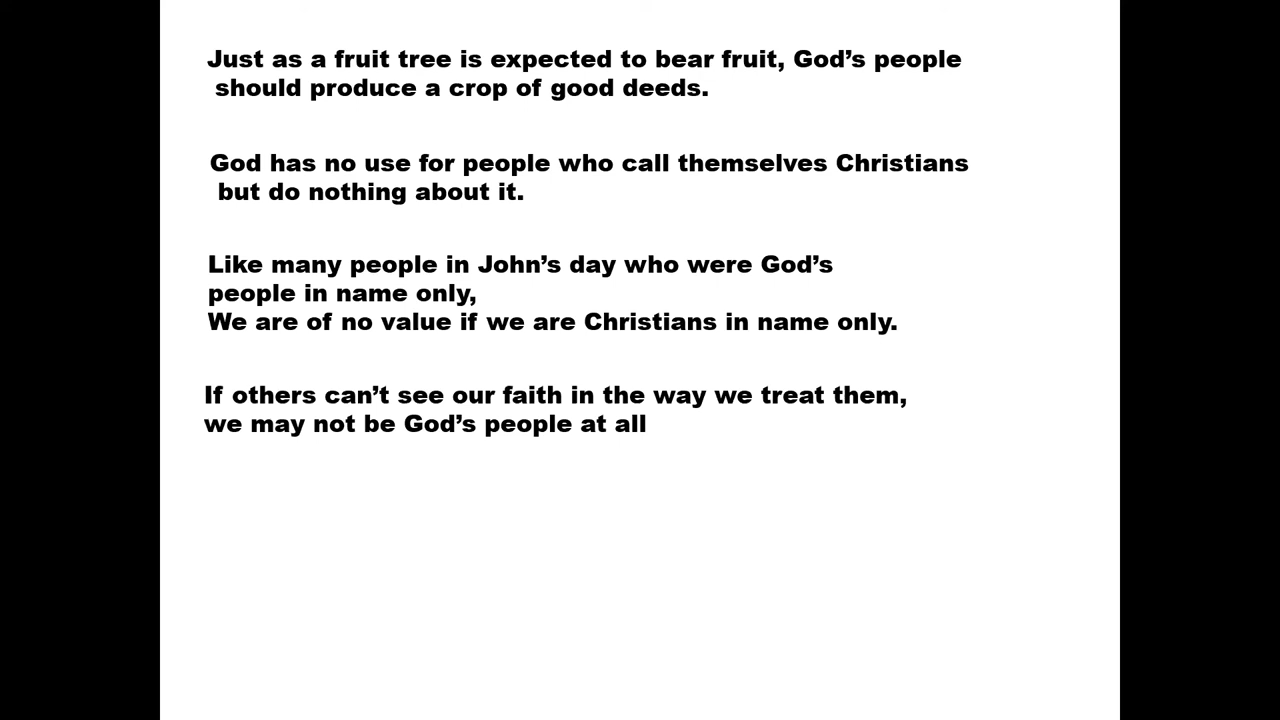 Just as a fruit tree is expected to bear fruit, God’s people
should produce a crop of good deeds.
God has no use for people who call themselves Christians
but do nothing about it.
Like many people in John’s day who were God’s
people in name only,
We are of no value if we are Christians in name only.
If others can’t see our faith in the way we treat them,
we may not be God’s people at all